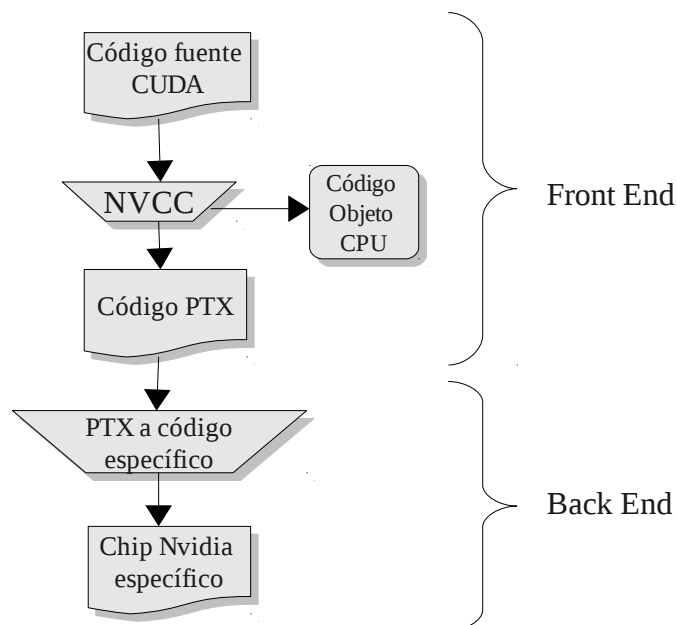 Código fuente
CUDA
NVCC
Código
Objeto
CPU
Front End
Código PTX
PTX a código
específico
Back End
Chip Nvidia
específico